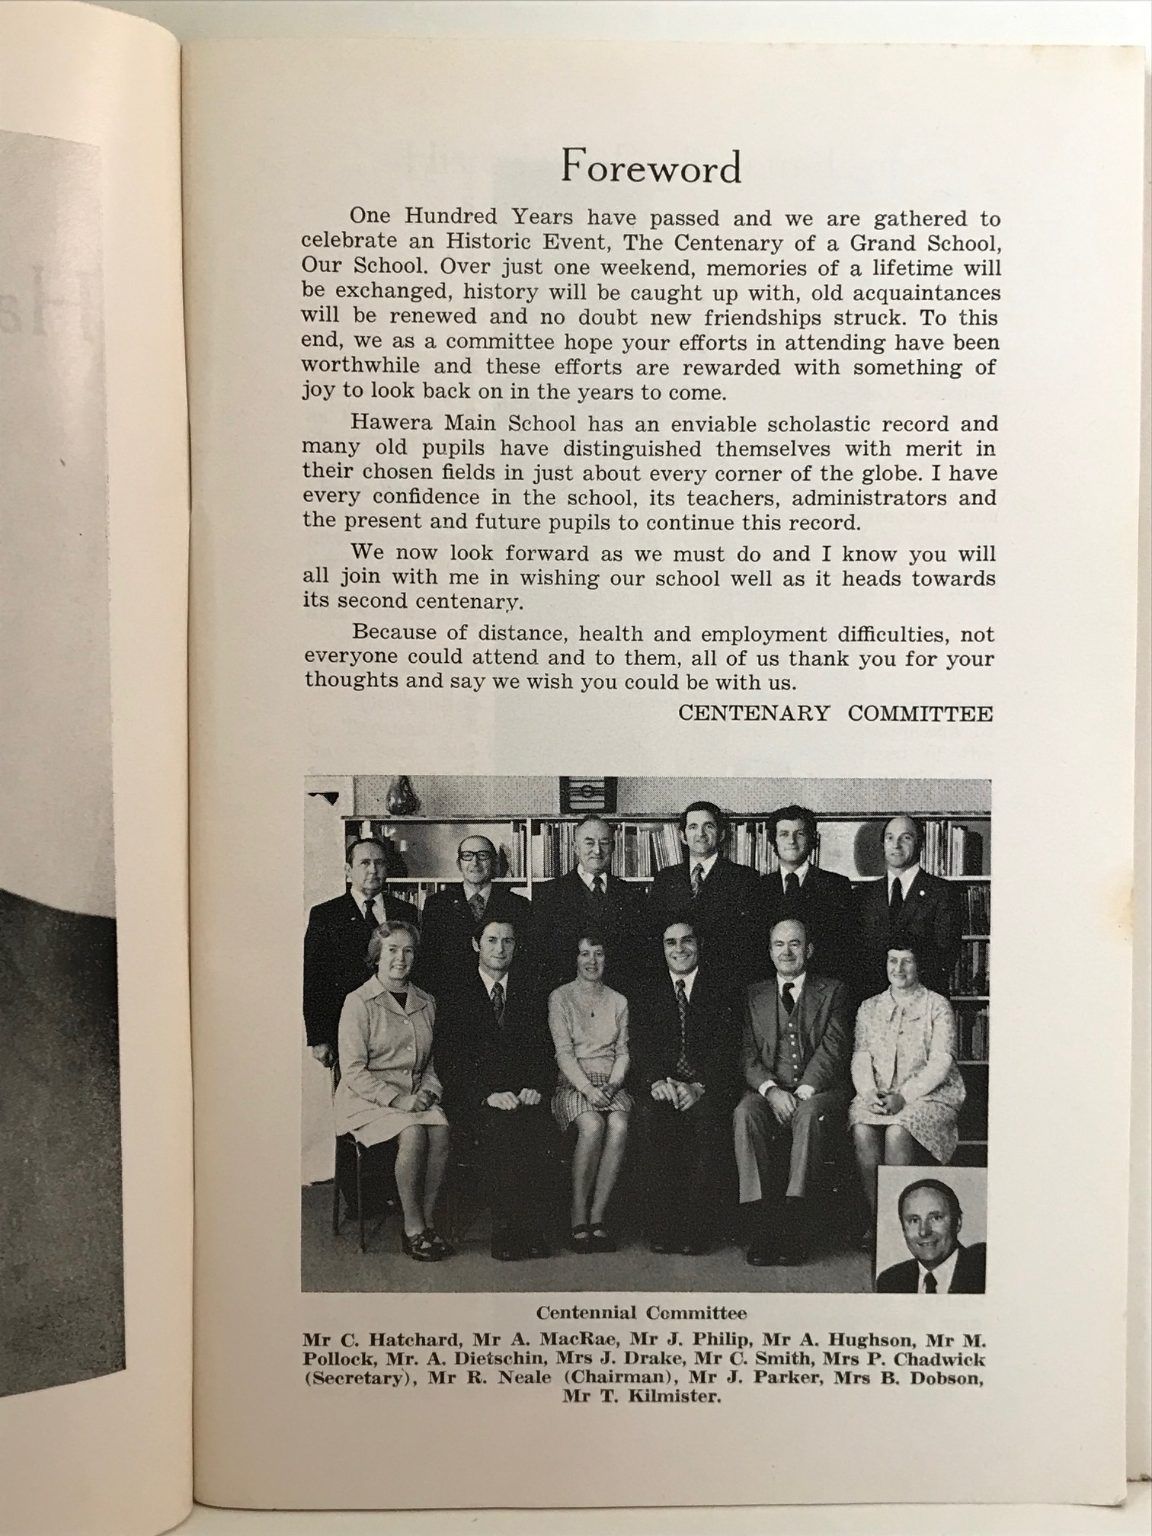 Foreword
One Hundred Years have passed and we are gathered to
celebrate an Historic Event, The Centenary of a Grand School,
Our School. Over just one weekend, memories of a lifetime will
be exchanged, history will be caught up with, old acquaintances
will be renewed and no doubt new friendships struck. To this
end, we as a committee hope your efforts in attending have been
worthwhile and these efforts are rewarded with something of
joy to look back on in the years to come.
Hawera Main School has an enviable scholastic record and
many old pupils have distinguished themselves with merit in
their chosen fields in just about every corner of the globe. I have
every confidence in the school, its teachers, administrators and
the present and future pupils to continue this record.
We now look forward as we must do and I know you will
all join with me in wishing our school well as it heads towards
its second centenary.
Because of distance, health and employment difficulties, not
everyone could attend and to them, all of us thank you for your
thoughts and say we wish you could be with us.
CENTENARY COMMITTEE
Centennial Committee
Mr C. Hatchard, Mr A. MacRae, Mr J. Philip, Mr A. Hughson, Mr M.
Pollock, Mr. A. Dietschin, Mrs J. Drake, Mr C. Smith, Mrs P. Chadwick
(Secretary), Mr R. Neale (Chairman), Mr J. Parker, Mrs B. Dobson,
Mr T. Kilmister.